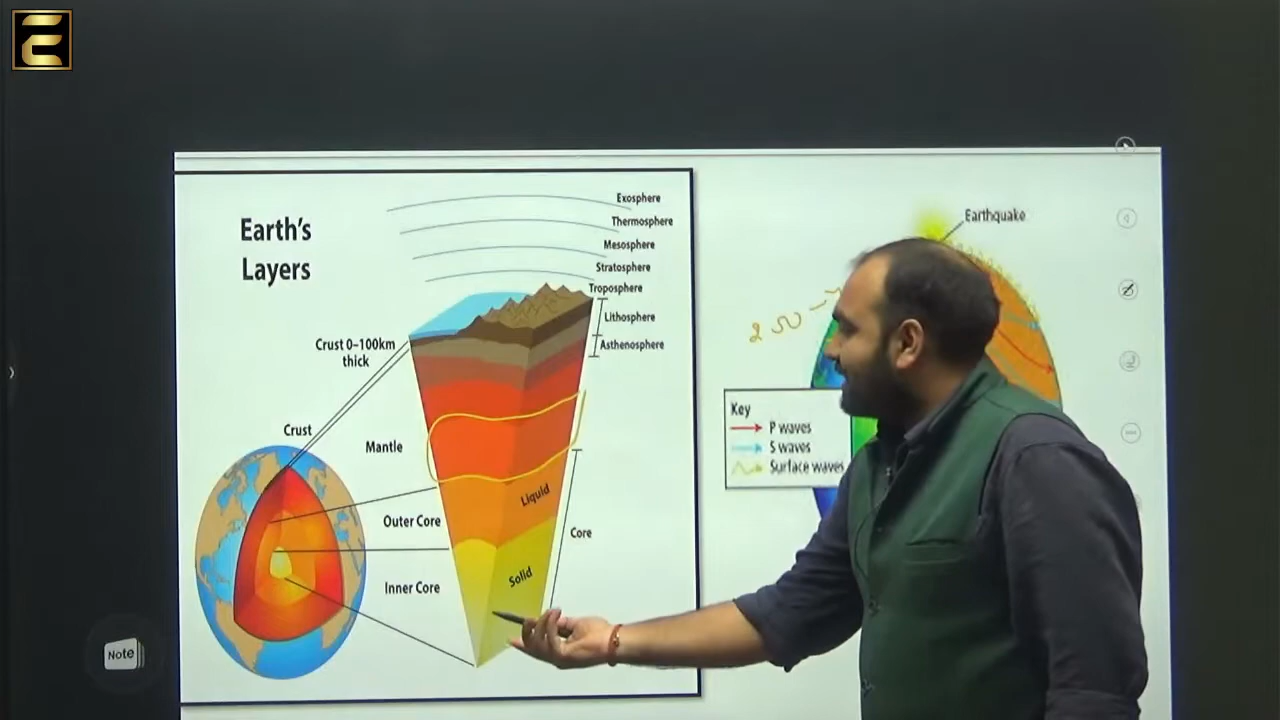 Earth's
Layers
Exosphere
Thermosphere
Mesosphere
Stratosphere
Troposphere
Lithosphere
Asthenosphere
Crust 0–100km
thick
Crust
Mantle
Outer Core
Inner Core
Liquid
Solid
Core
Earthquake
Key
P waves
S waves
Surface waves
Note